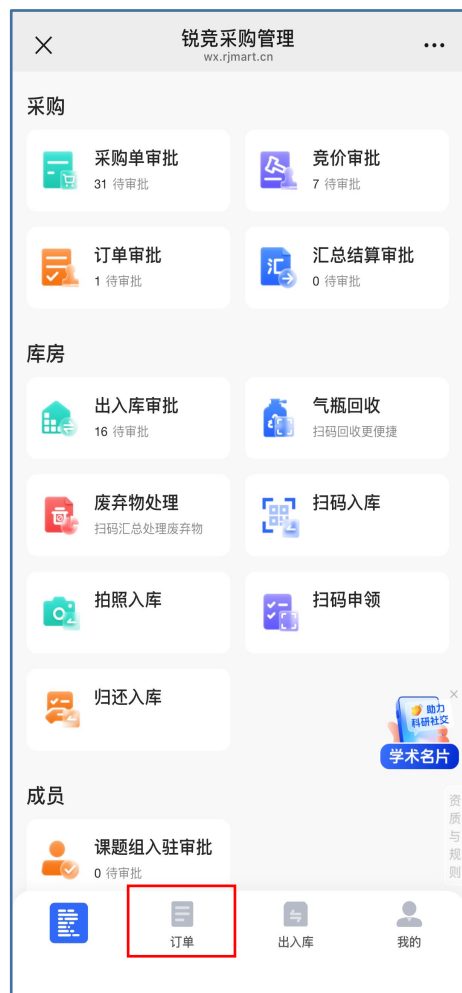 锐竞采购管理
wx.rjmart.cn
采购
采购单审批
31 待审批
竞价审批
7 待审批
订单审批
1 待审批
汇
汇总结算审批
0 待审批
库房
出入库审批
16 待审批
气瓶回收
扫码回收更便捷
废弃物处理
扫码汇总处理废弃物
扫码入库
拍照入库
扫码申领
归还入库
助力
科研社交
学术名片
成员
课题组入驻审批
0 待审批
资质与规则
订单
出入库
我的